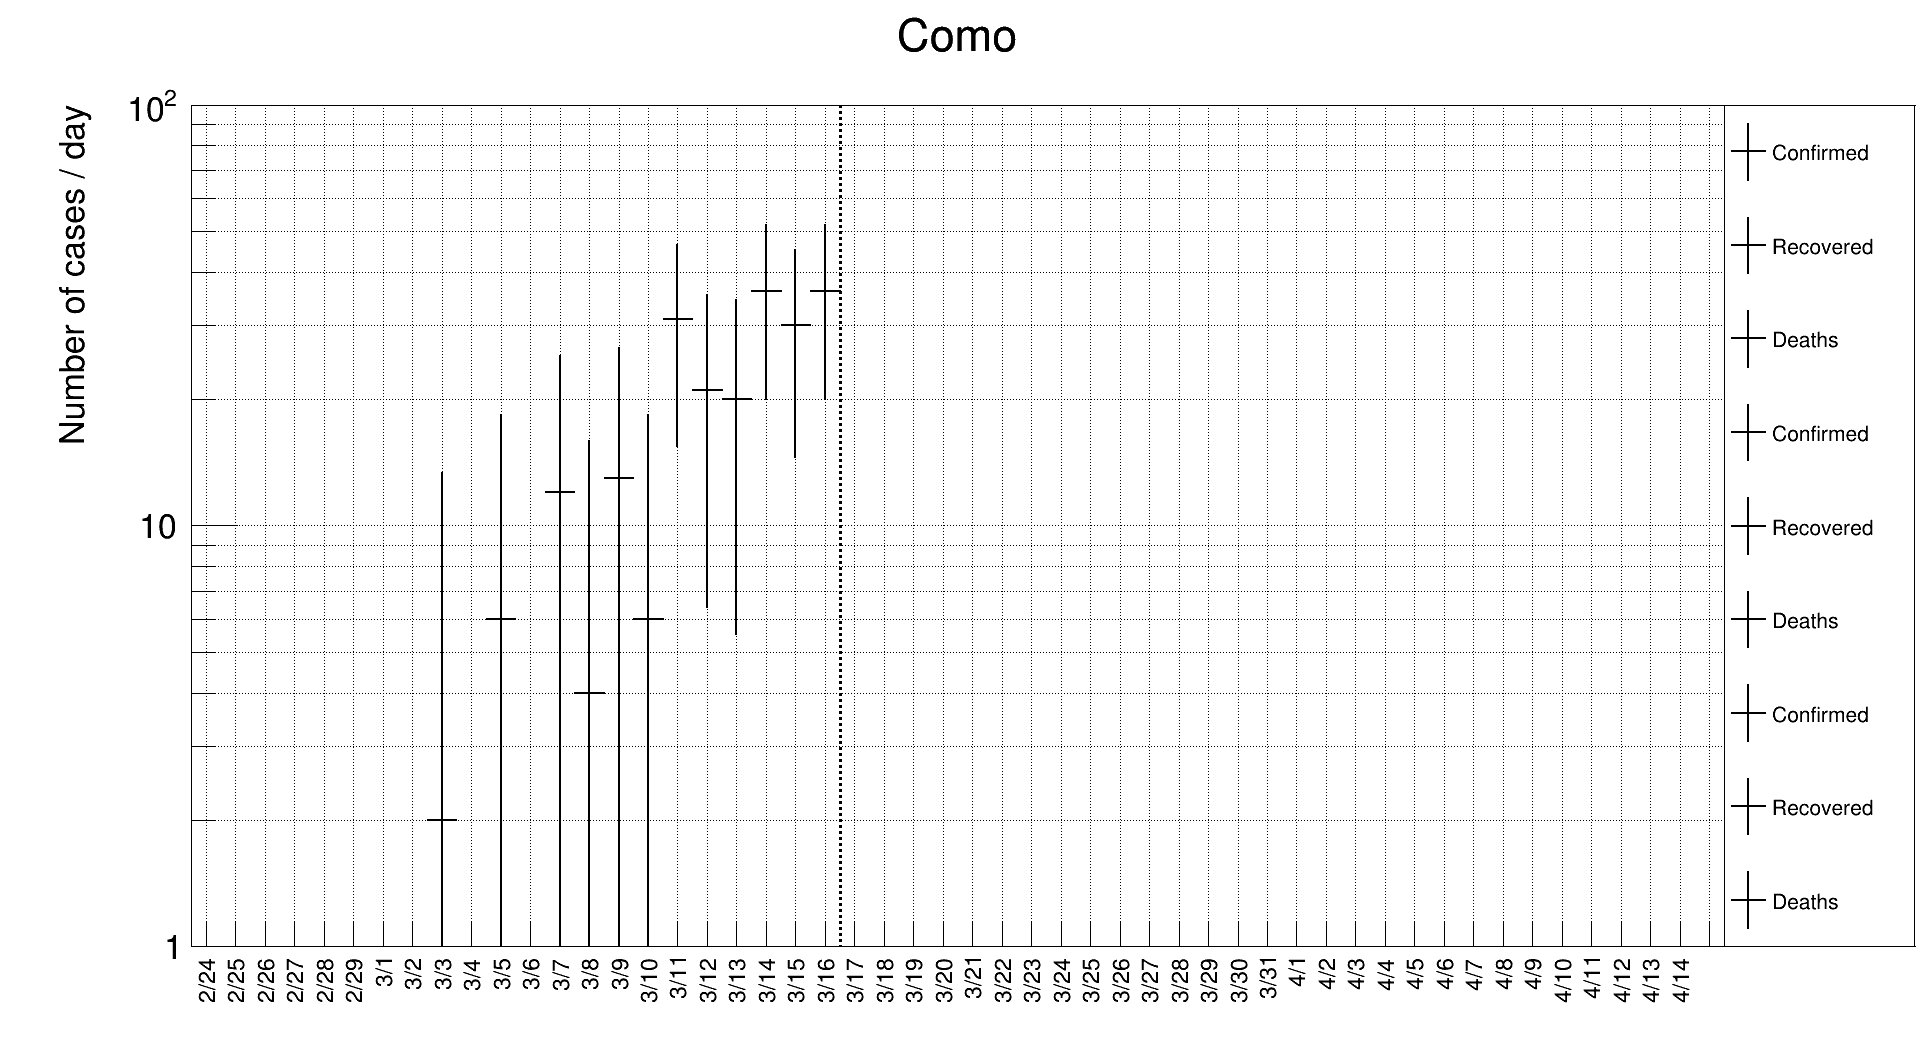 Como
Number of cases / day
10²
10
1
2/24 2/25 2/26 2/27 2/28 2/29 3/1 3/2 3/3 3/4 3/5 3/6 3/7 3/8 3/9 3/10 3/11 3/12 3/13 3/14 3/15 3/16 3/17 3/18 3/19 3/20 3/21 3/22 3/23 3/24 3/25 3/26 3/27 3/28 3/29 3/30 3/31 4/1 4/2 4/3 4/4 4/5 4/6 4/7 4/8 4/9 4/10 4/11 4/12 4/13 4/14
Confirmed
Recovered
Deaths
Confirmed
Recovered
Deaths
Confirmed
Recovered
Deaths